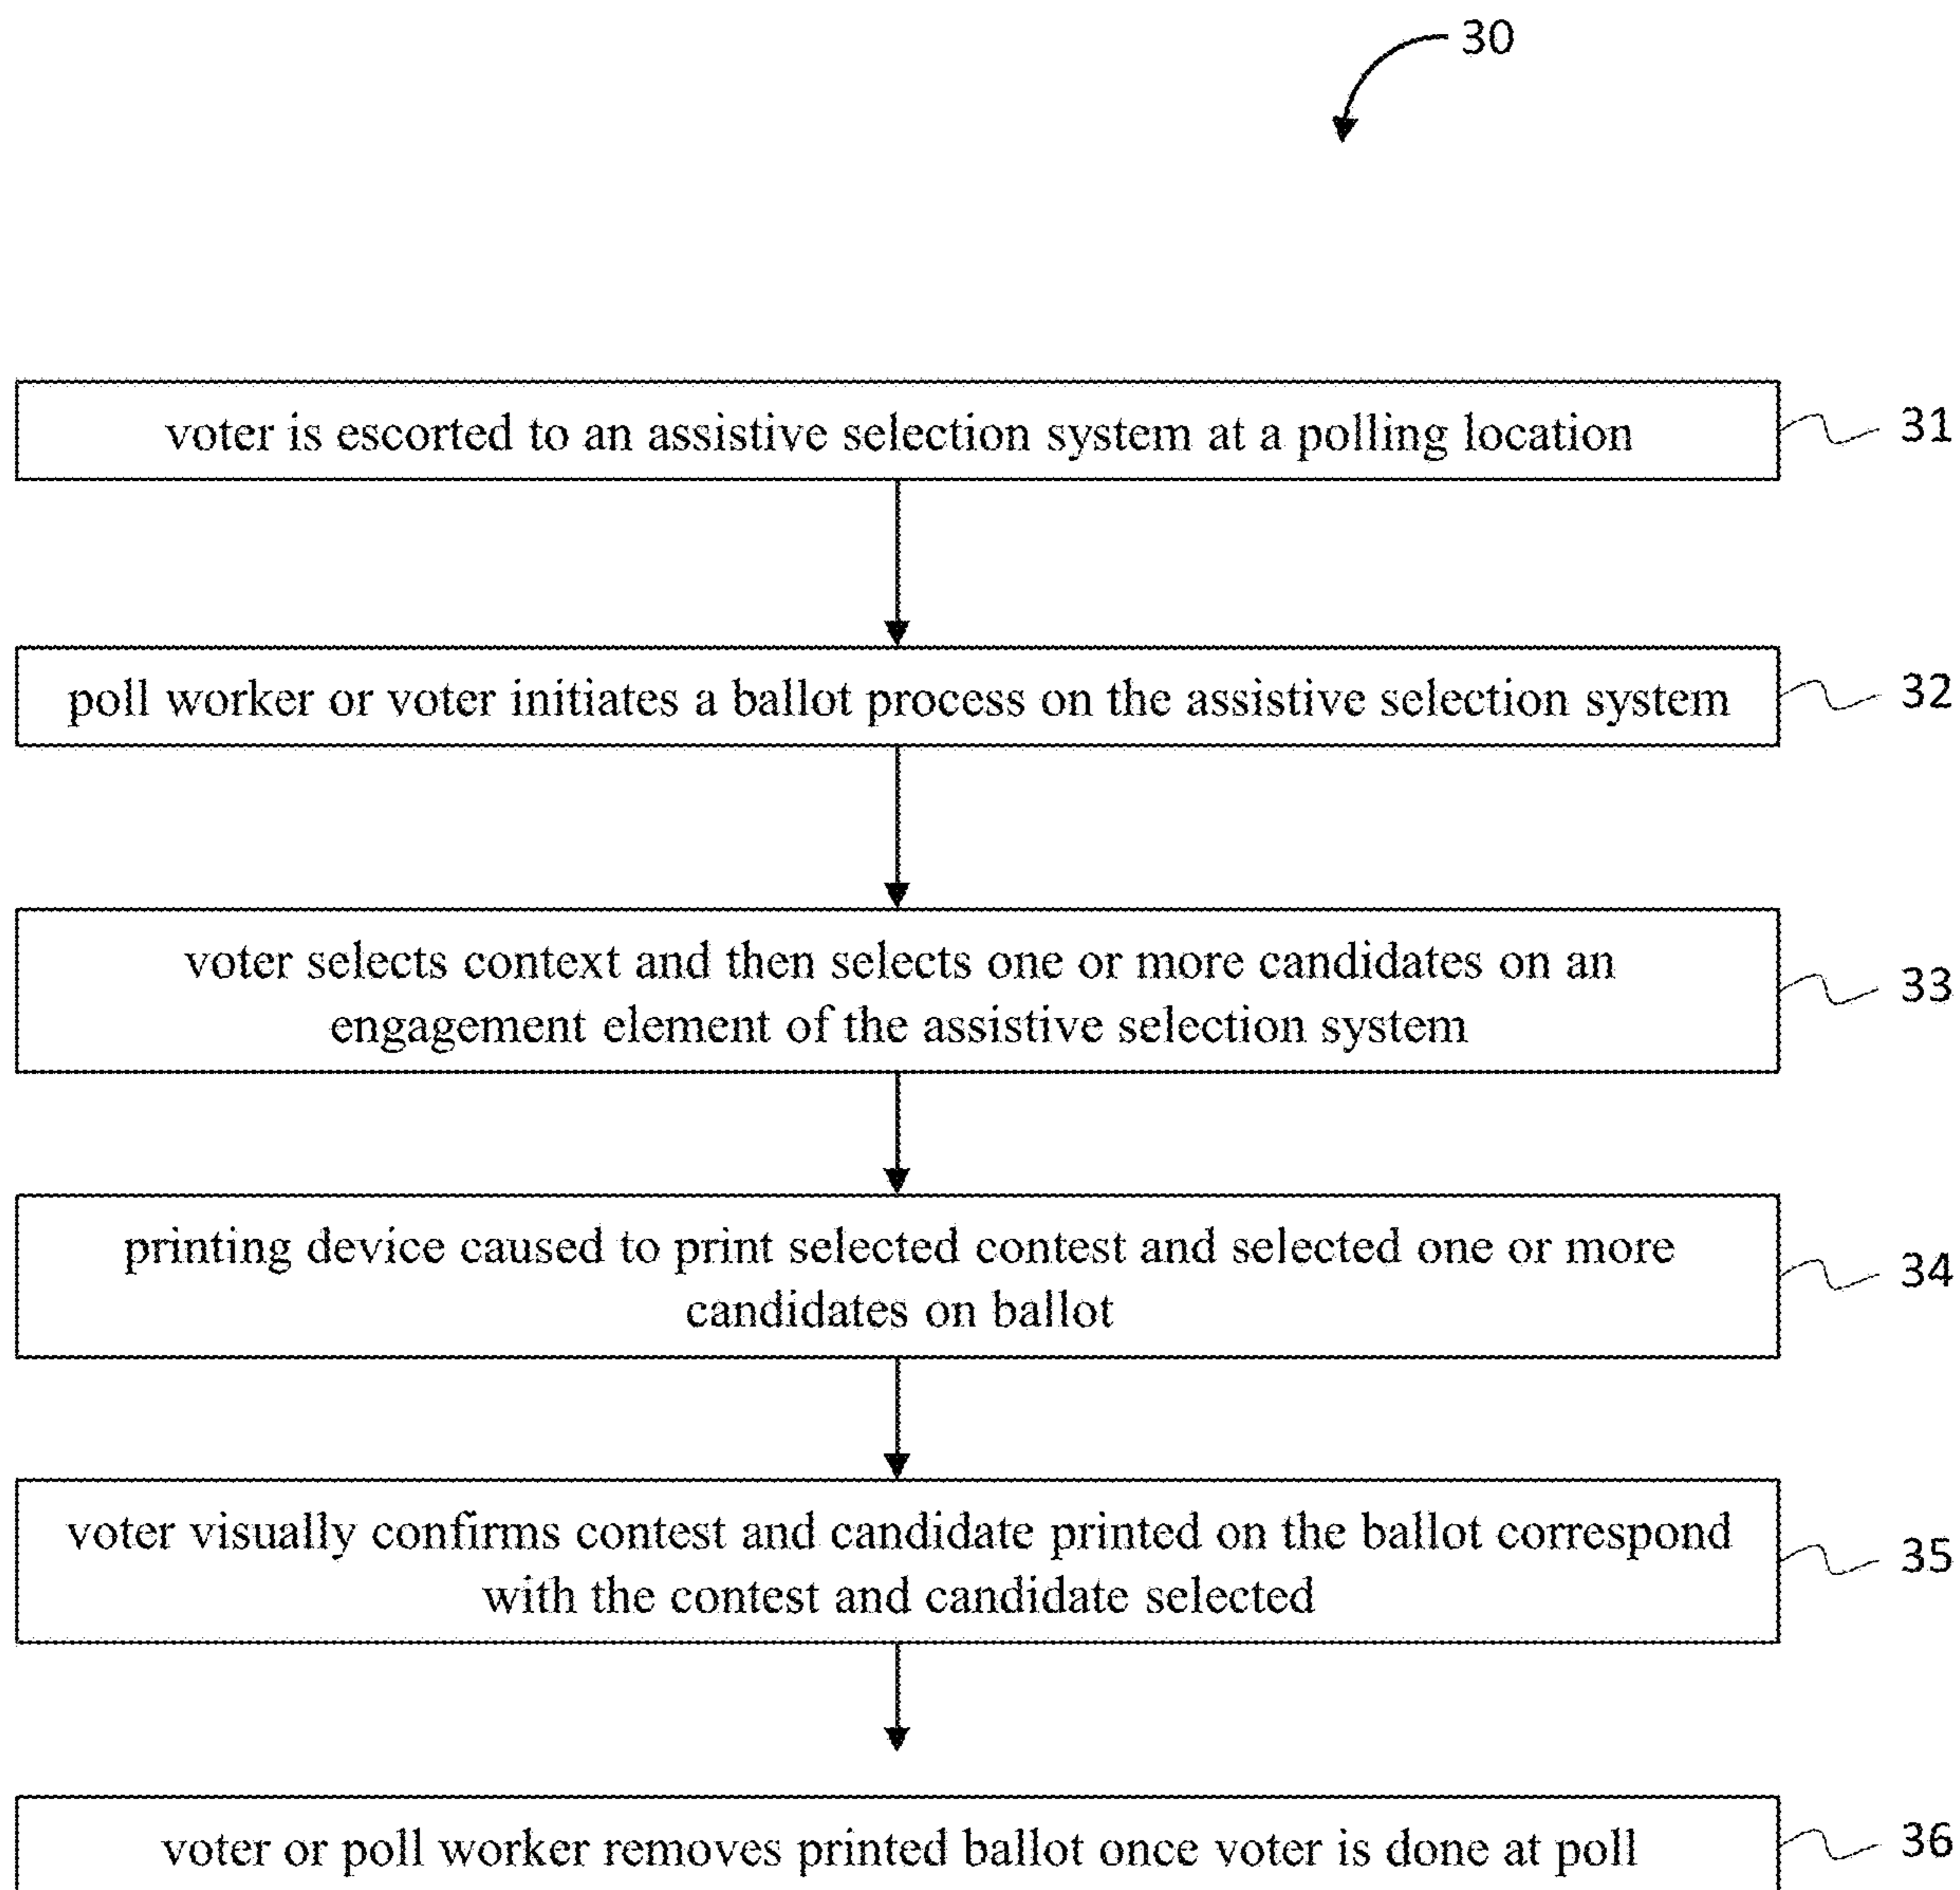 30
voter is escorted to an assistive selection system at a polling location
31
poll worker or voter initiates a ballot process on the assistive selection system
32
voter selects context and then selects one or more candidates on an
engagement element of the assistive selection system
33
printing device caused to print selected contest and selected one or more
candidates on ballot
34
voter visually confirms contest and candidate printed on the ballot correspond
with the contest and candidate selected
35
voter or poll worker removes printed ballot once voter is done at poll
36